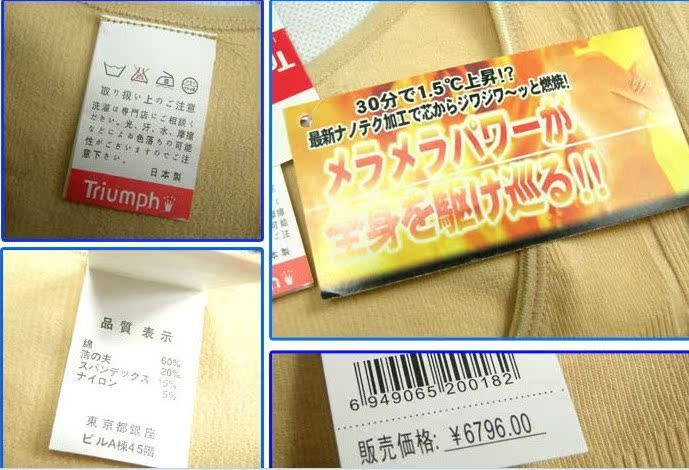 取り扱い上のご注意
洗濯は専門店にご相談く
ださい。光、汗、水、摩擦
などによお色落ちの可能
性がございますのでご注
意下さい。
日本製
Triumph
30分で1.5℃上昇!?
最新ナノテク加工で芯からジワジワ〜ッと燃焼!
メラメラパワーが
全身を駆け巡る!!
品質表示
綿 60%
浩の夫 20%
スパンデックス 15%
ナイロン 5%
東京都銀座
ビルA棟45階
6 949065 200182
販売価格: ¥6796.00